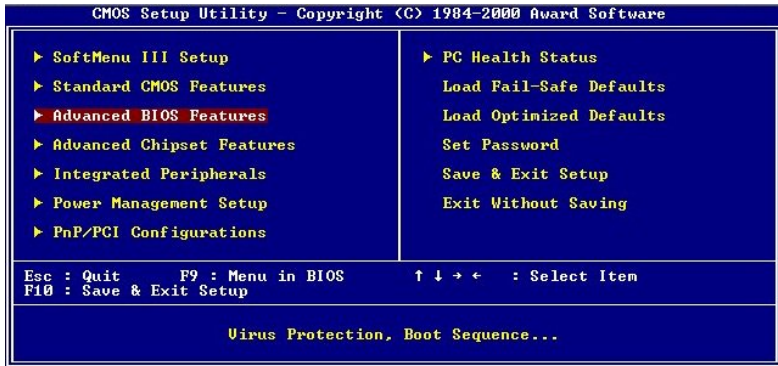 CMOS Setup Utility – Copyright (C) 1984–2000 Award Software
▶ SoftMenu III Setup
▶ Standard CMOS Features
▶ Advanced BIOS Features
▶ Advanced Chipset Features
▶ Integrated Peripherals
▶ Power Management Setup
▶ PnP/PCI Configurations
▶ PC Health Status
Load Fail-Safe Defaults
Load Optimized Defaults
Set Password
Save & Exit Setup
Exit Without Saving
Esc : Quit F9 : Menu in BIOS ↑ ↓ → ← : Select Item
F10 : Save & Exit Setup
Virus Protection, Boot Sequence...